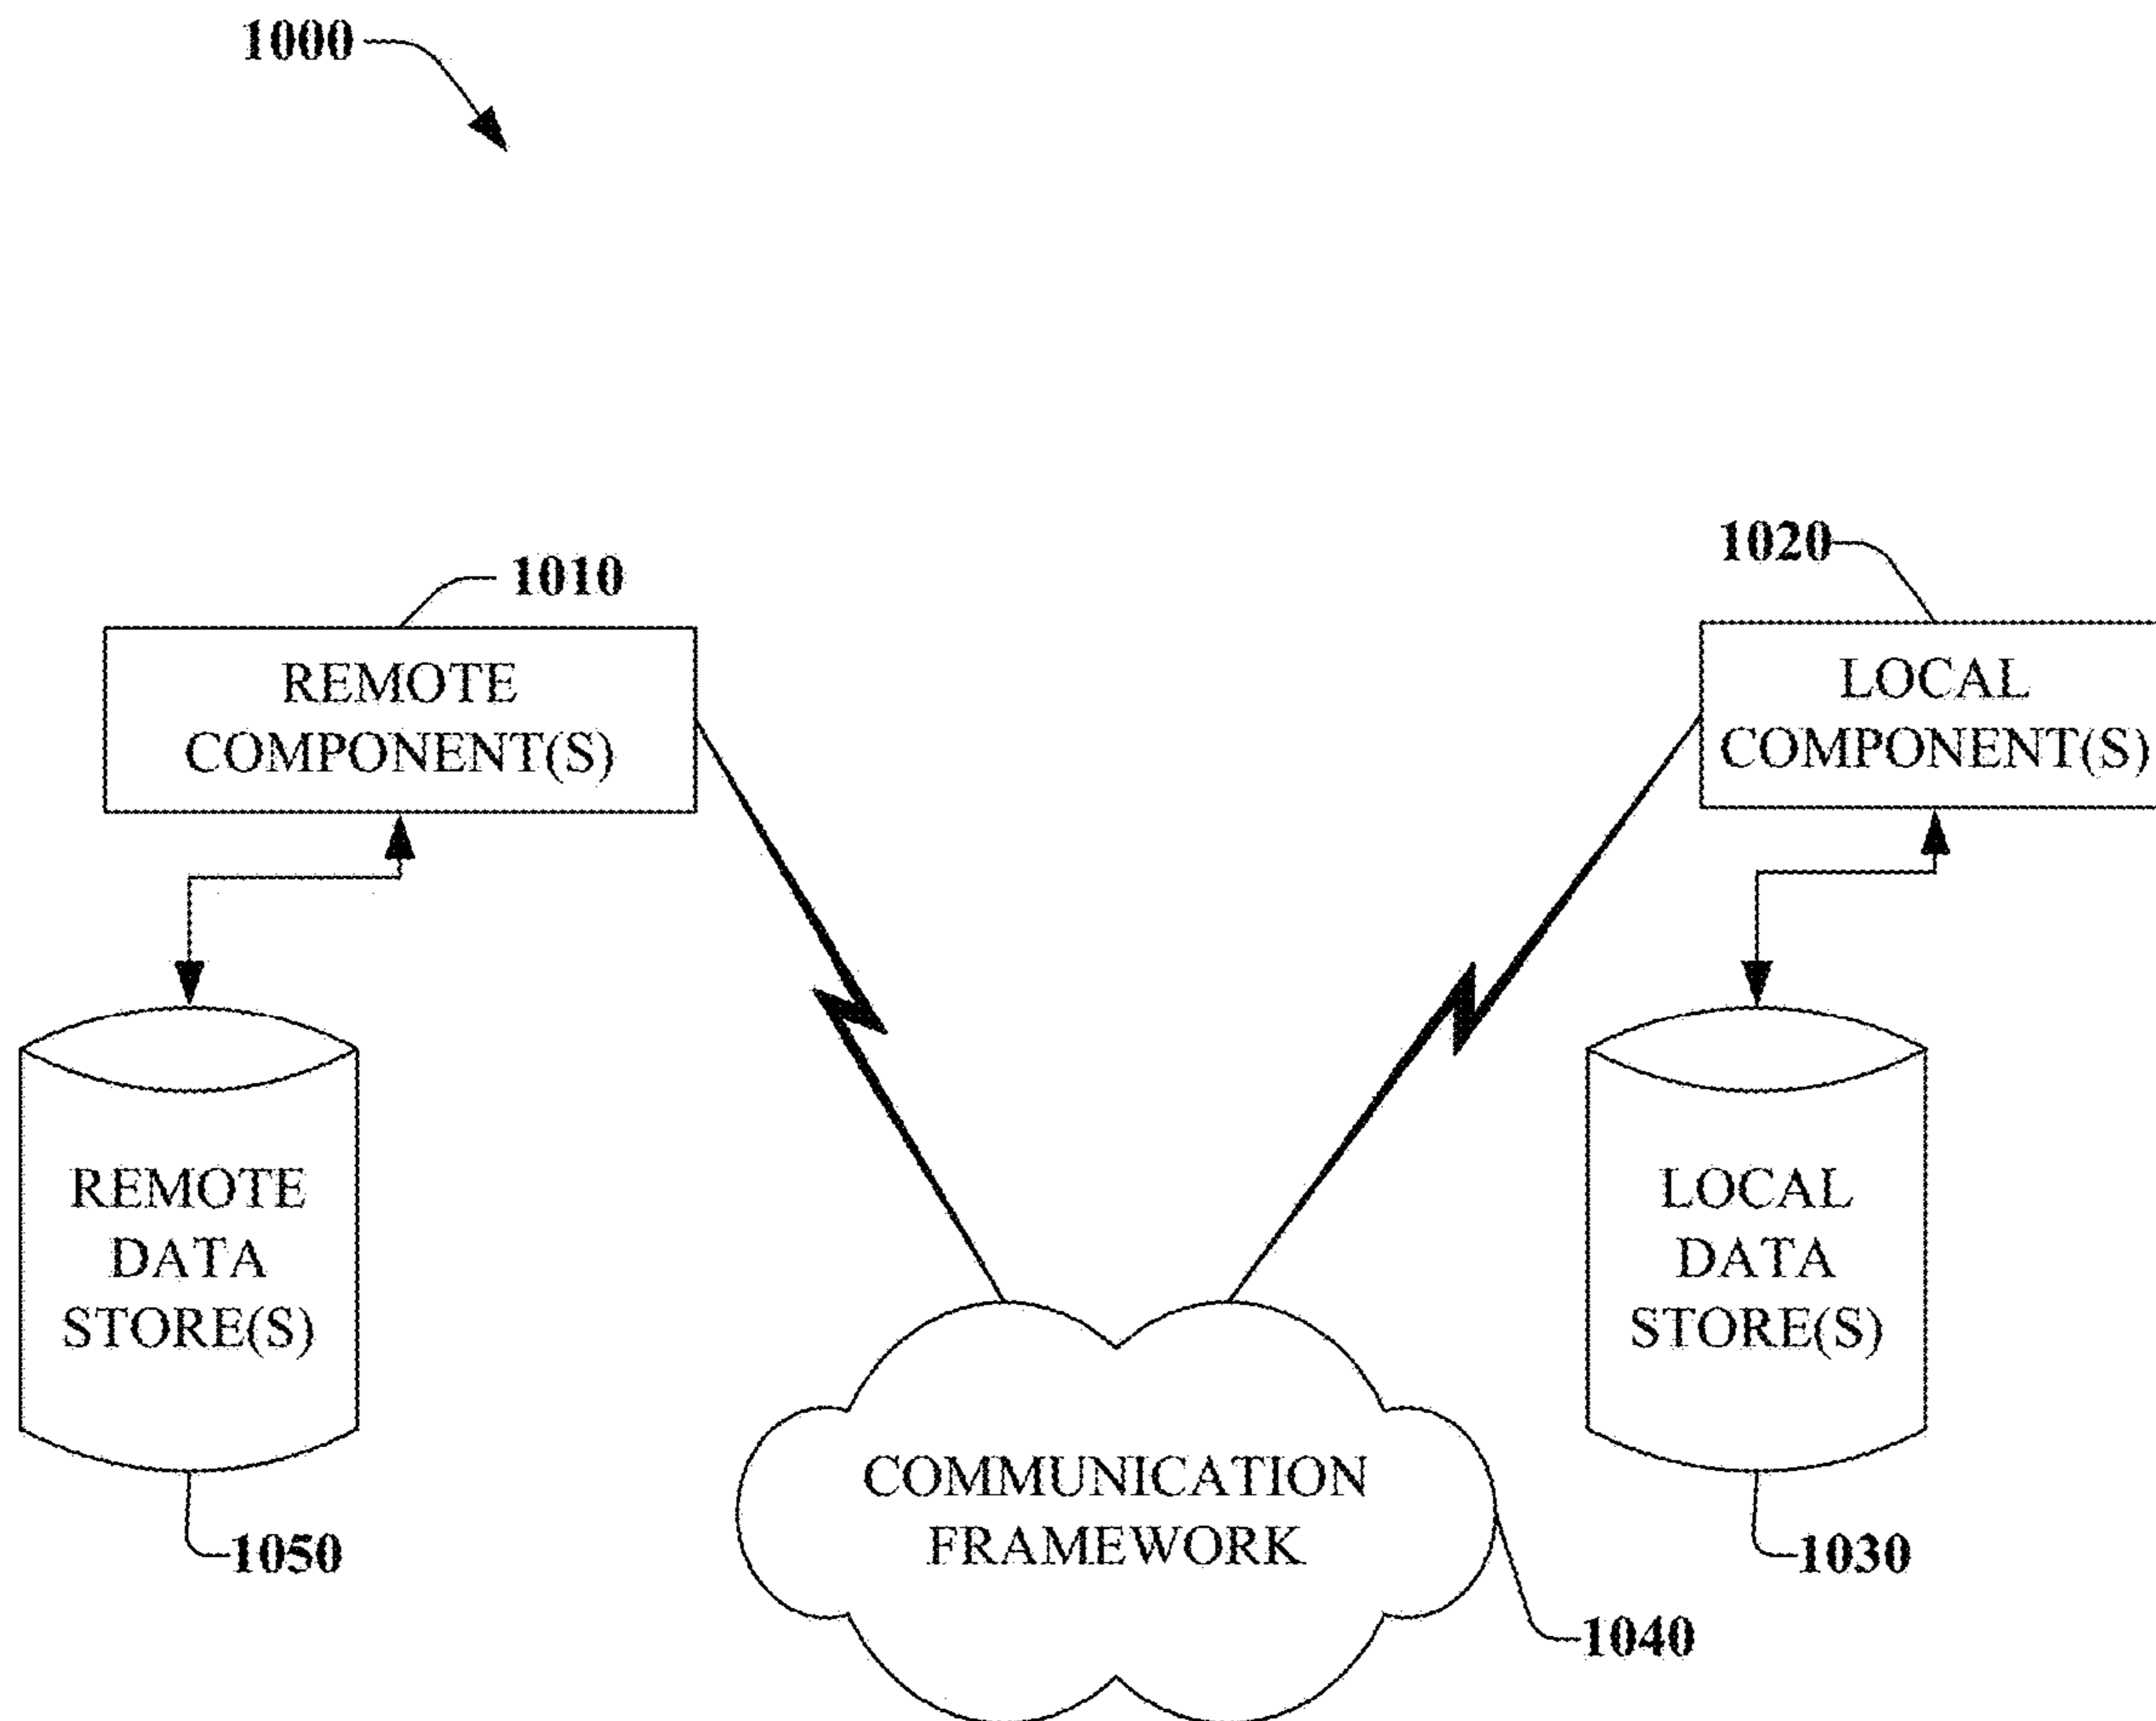 1000
1010
1020
REMOTE
COMPONENT(S)
LOCAL
COMPONENT(S)
REMOTE
DATA
STORE(S)
LOCAL
DATA
STORE(S)
COMMUNICATION
FRAMEWORK
1050
1030
1040